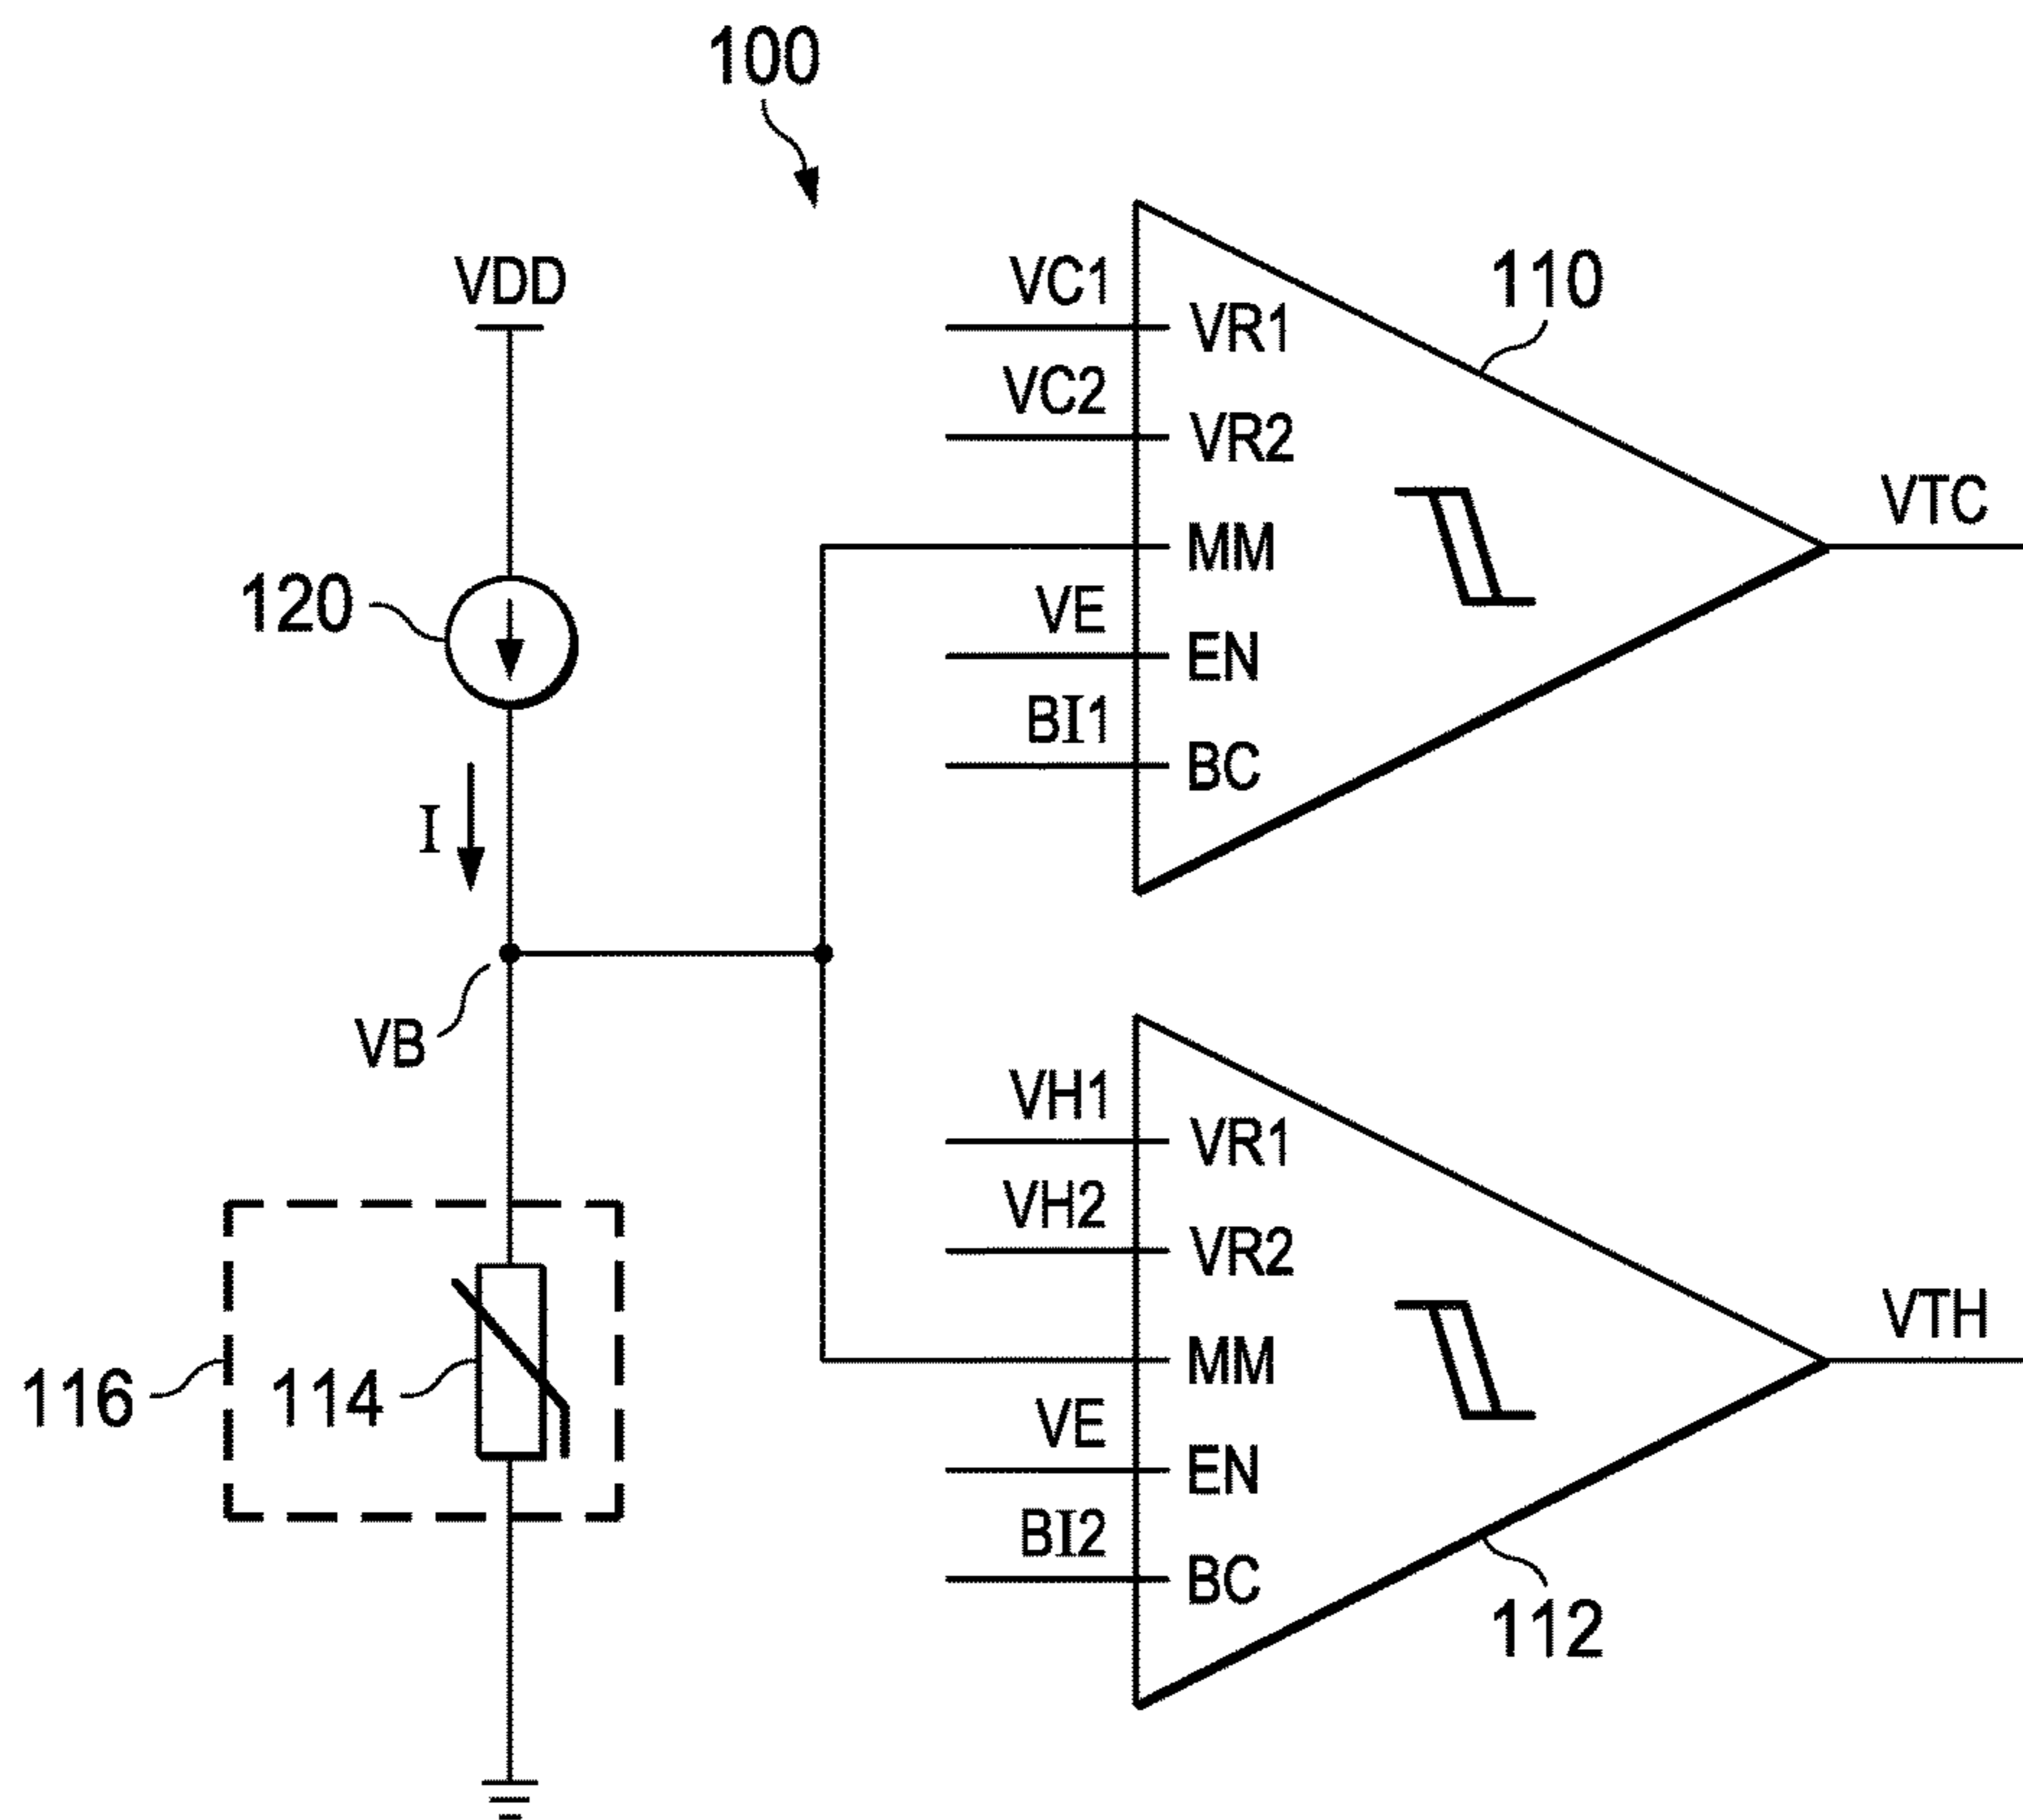 100
VDD
120
I
VB
116
114
VC1
VR1
VC2
VR2
MM
VE
EN
BI1
BC
110
VTC
VH1
VR1
VH2
VR2
MM
VE
EN
BI2
BC
112
VTH